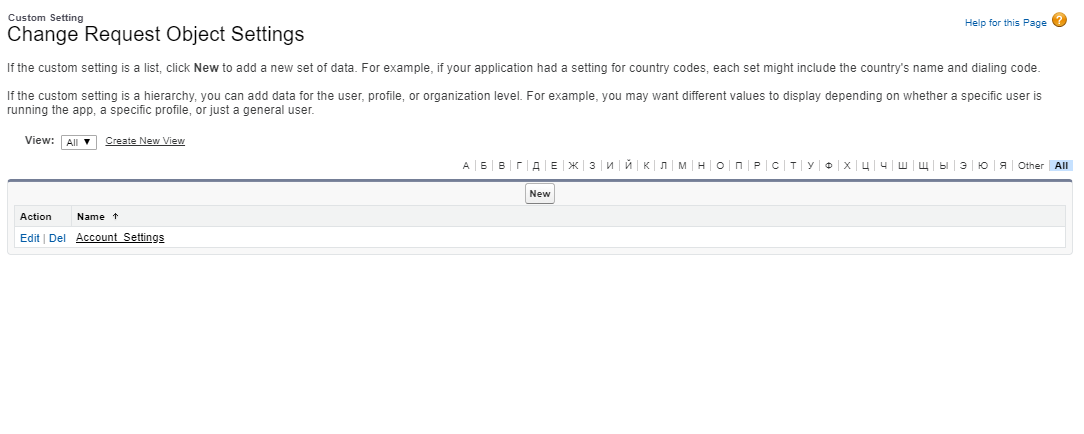 Custom Setting
Change Request Object Settings
Help for this Page ?
If the custom setting is a list, click New to add a new set of data. For example, if your application had a setting for country codes, each set might include the country's name and dialing code.
If the custom setting is a hierarchy, you can add data for the user, profile, or organization level. For example, you may want different values to display depending on whether a specific user is
running the app, a specific profile, or just a general user.
View: All ▼ Create New View
А | Б | В | Г | Д | Е | Ж | З | И | Й | К | Л | М | Н | О | П | Р | С | Т | У | Ф | Х | Ц | Ч | Ш | Щ | Ы | Э | Ю | Я | Other | All
New
Action Name ↑
Edit | Del Account_Settings